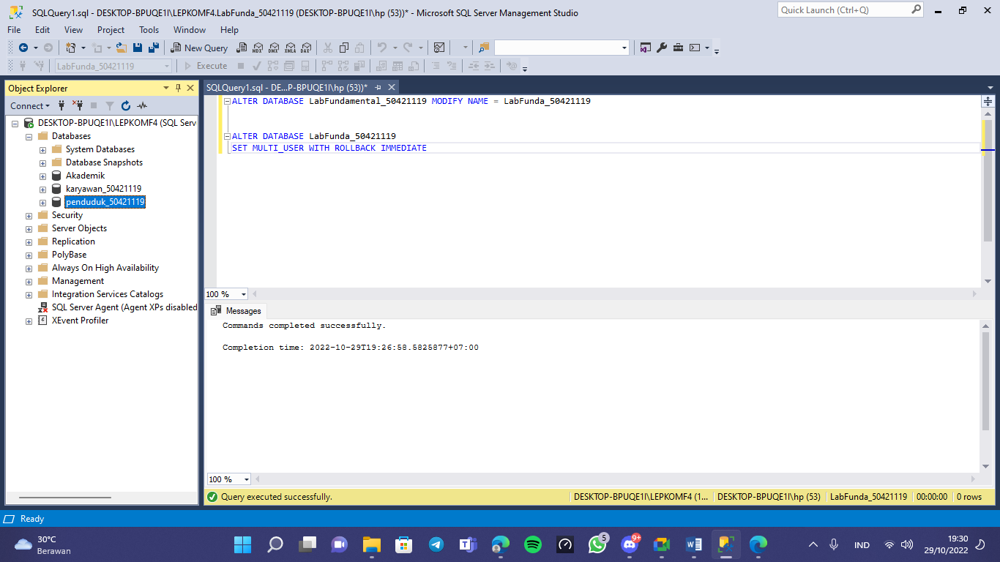 SQLQuery1.sql - DESKTOP-BPUQE1I\LEPKOMF4.LabFunda_50421119 (DESKTOP-BPUQE1I\hp (53))* - Microsoft SQL Server Management Studio
Quick Launch (Ctrl+Q)
File Edit View Project Tools Window Help
New Query MDX DMX XMLA DAX
LabFunda_50421119 Execute
Object Explorer
SQLQuery1.sql - DE...P-BPUQE1I\hp (53))*
Connect
DESKTOP-BPUQE1I\LEPKOMF4 (SQL Serv
Databases
System Databases
Database Snapshots
Akademik
karyawan_50421119
penduduk_50421119
Security
Server Objects
Replication
PolyBase
Always On High Availability
Management
Integration Services Catalogs
SQL Server Agent (Agent XPs disabled
XEvent Profiler
ALTER DATABASE LabFundamental_50421119 MODIFY NAME = LabFunda_50421119
ALTER DATABASE LabFunda_50421119
SET MULTI_USER WITH ROLLBACK IMMEDIATE
100 %
Messages
Commands completed successfully.
Completion time: 2022-10-29T19:26:58.5825877+07:00
100 %
Query executed successfully.
DESKTOP-BPUQE1I\LEPKOMF4 (1... DESKTOP-BPUQE1I\hp (53) LabFunda_50421119 00:00:00 0 rows
Ready
30°C
Berawan
5
9+
IND
19:30
29/10/2022